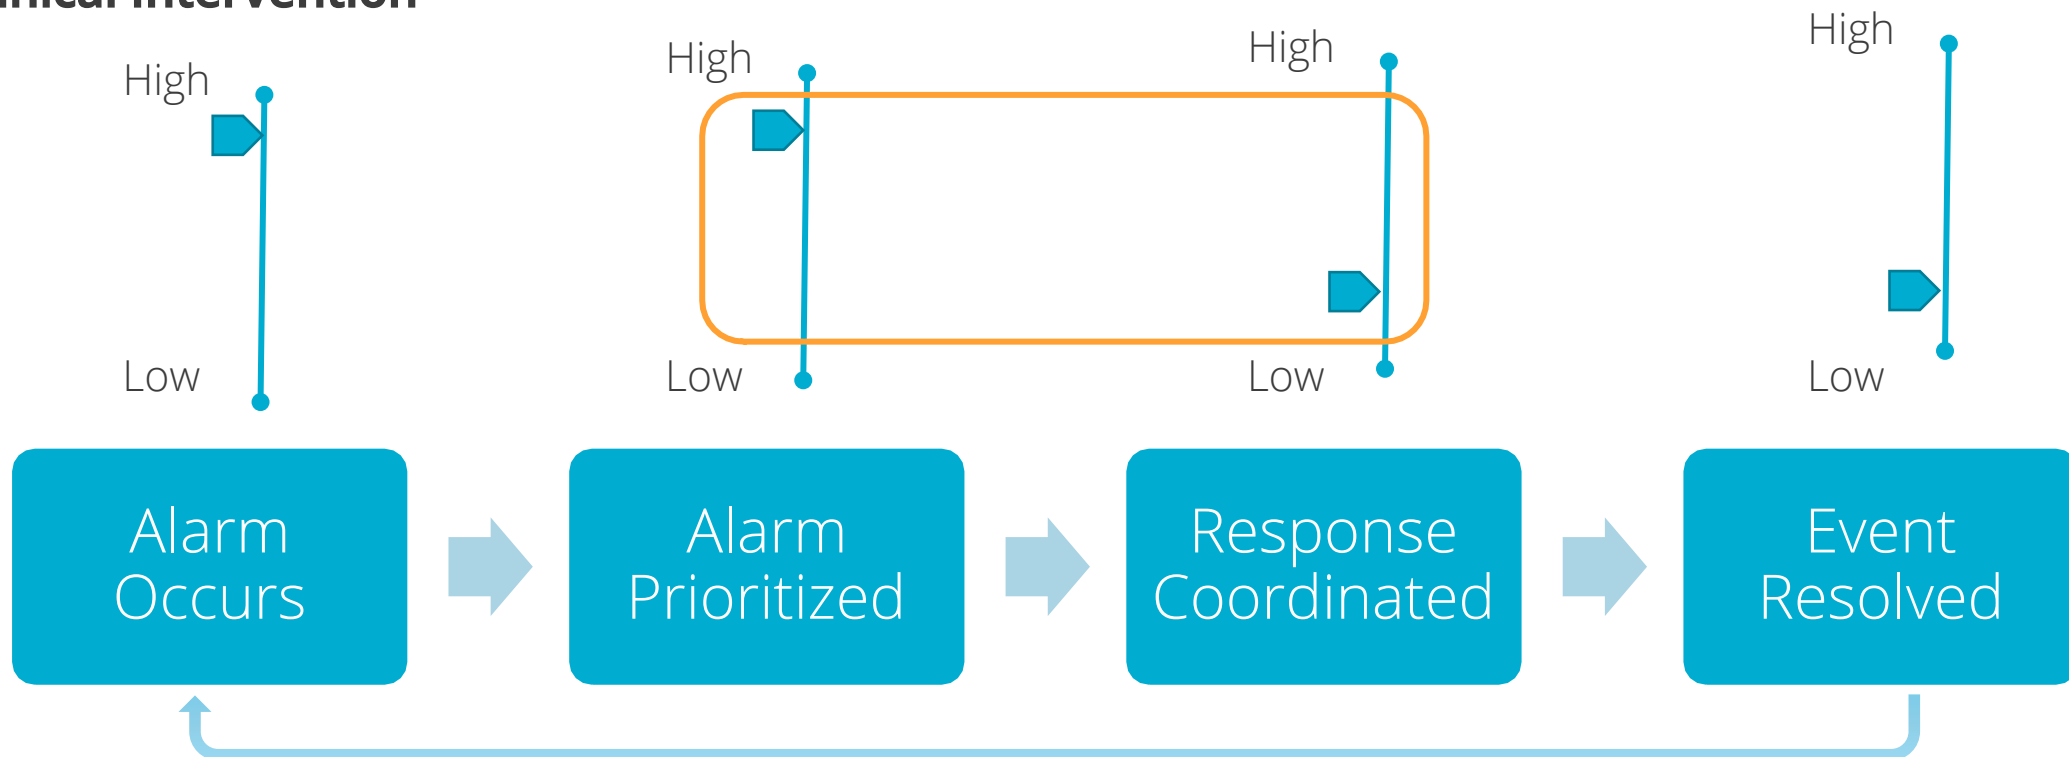 High
Low
High
Low
High
Low
High
Low
Alarm
Occurs
Alarm
Prioritized
Response
Coordinated
Event
Resolved